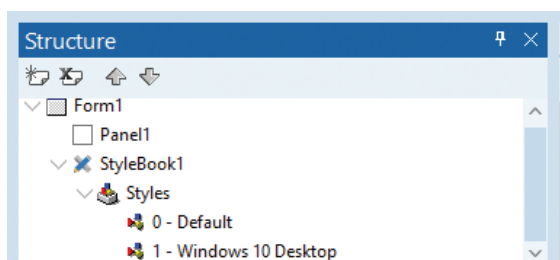 Structure
Form1
Panel1
StyleBook1
Styles
0 - Default
1 - Windows 10 Desktop